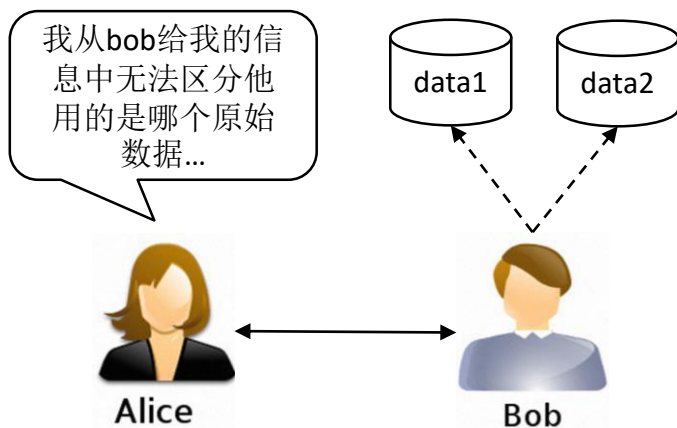 我从bob给我的信
息中无法区分他
用的是哪个原始
数据...
data1
data2
Alice
Bob